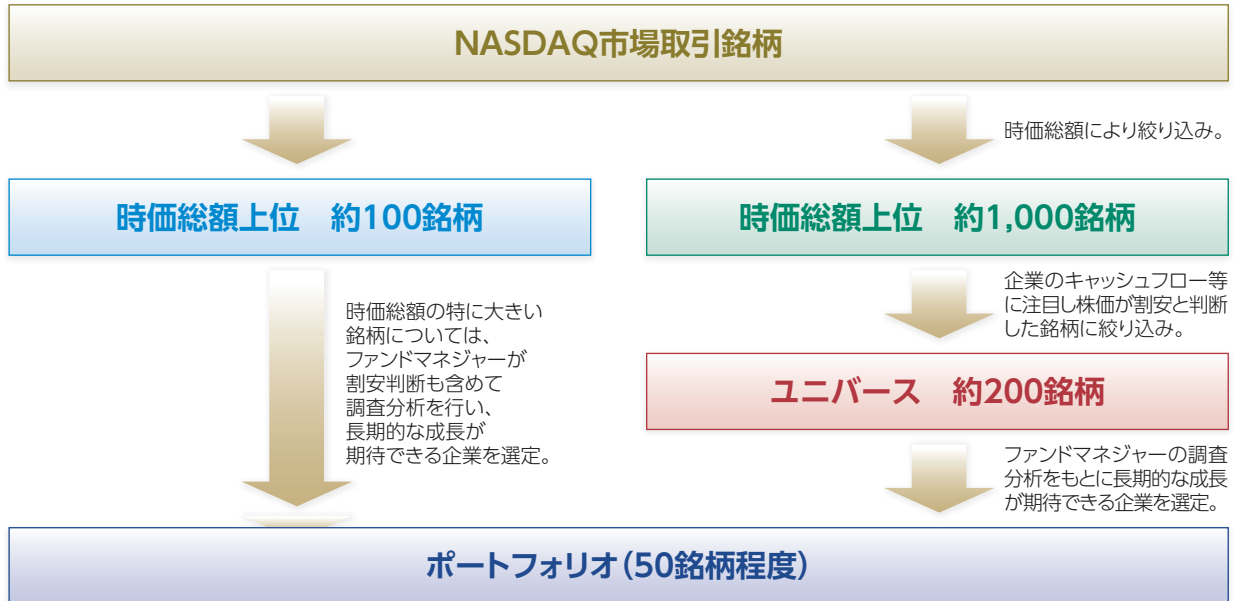 NASDAQ市場取引銘柄
時価総額により絞り込み。
時価総額上位　約100銘柄
時価総額上位　約1,000銘柄
時価総額の特に大きい
銘柄については、
ファンドマネジャーが
割安判断も含めて
調査分析を行い、
長期的な成長が
期待できる企業を選定。
企業のキャッシュフロー等
に注目し株価が割安と判断
した銘柄に絞り込み。
ユニバース　約200銘柄
ファンドマネジャーの調査
分析をもとに長期的な成長
が期待できる企業を選定。
ポートフォリオ（50銘柄程度）